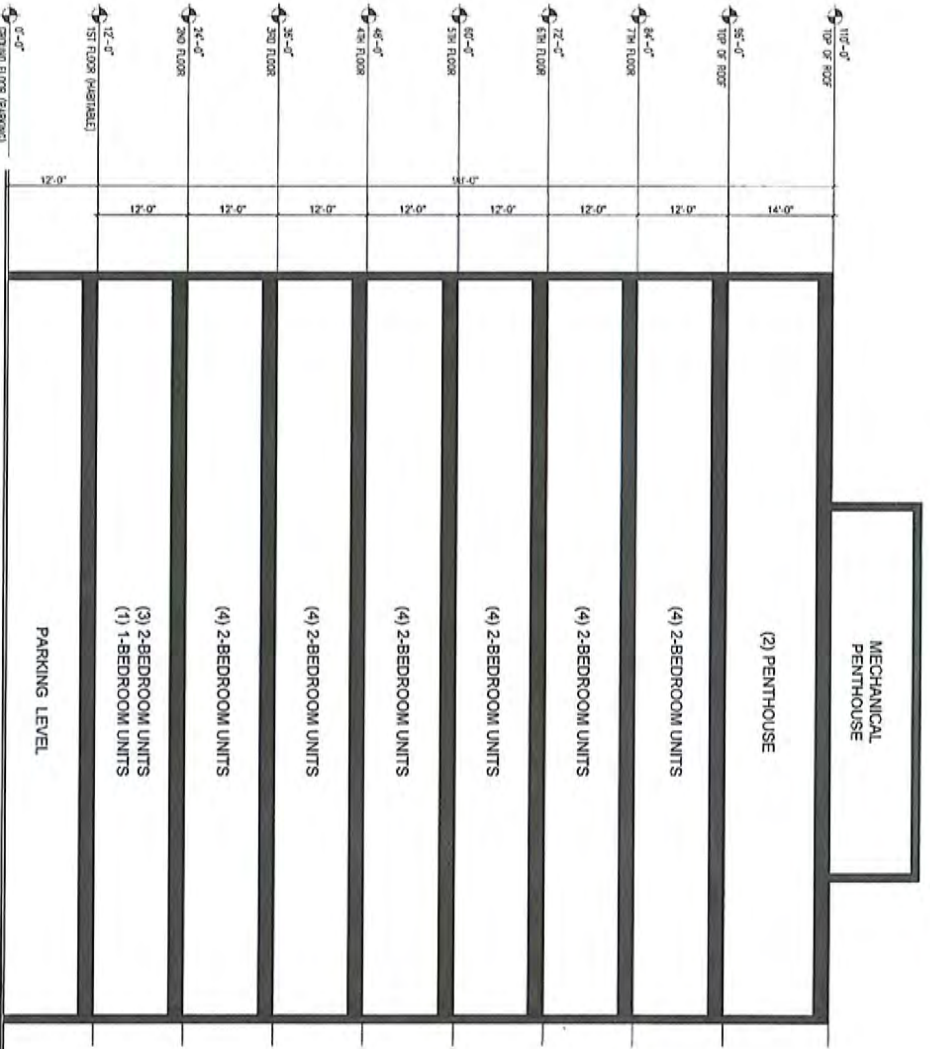 MECHANICAL
PENTHOUSE
110'-0"
TOP OF ROOF
14'-0"
(2) PENTHOUSE
96'-0"
TOP OF ROOF
12'-0"
(4) 2-BEDROOM UNITS
84'-0"
7TH FLOOR
12'-0"
(4) 2-BEDROOM UNITS
72'-0"
6TH FLOOR
12'-0"
(4) 2-BEDROOM UNITS
60'-0"
5TH FLOOR
12'-0"
(4) 2-BEDROOM UNITS
48'-0"
4TH FLOOR
12'-0"
(4) 2-BEDROOM UNITS
36'-0"
3RD FLOOR
12'-0"
(4) 2-BEDROOM UNITS
24'-0"
2ND FLOOR
12'-0"
(3) 2-BEDROOM UNITS
(1) 1-BEDROOM UNITS
12'-0"
1ST FLOOR (HABITABLE)
12'-0"
PARKING LEVEL
0'-0"
GROUND FLOOR (PARKING)